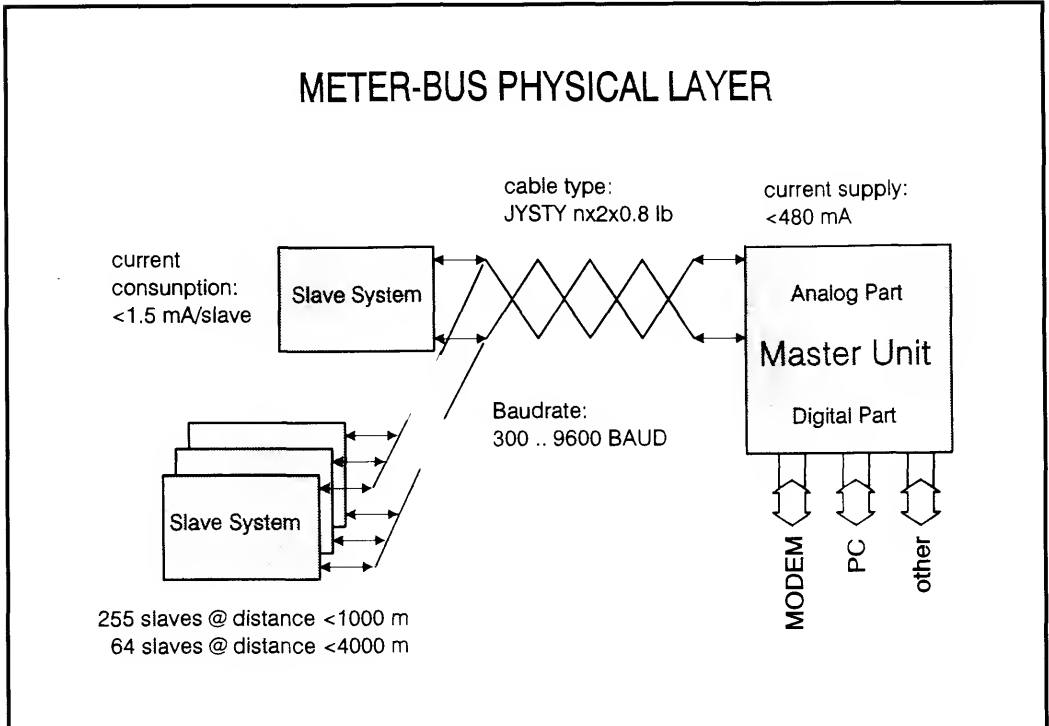 METER-BUS PHYSICAL LAYER
cable type:
JYSTY nx2x0.8 lb
current supply:
<480 mA
current
consunption:
<1.5 mA/slave
Slave System
Analog Part
Master Unit
Digital Part
Baudrate:
300 .. 9600 BAUD
Slave System
MODEM
PC
other
255 slaves @ distance <1000 m
64 slaves @ distance <4000 m